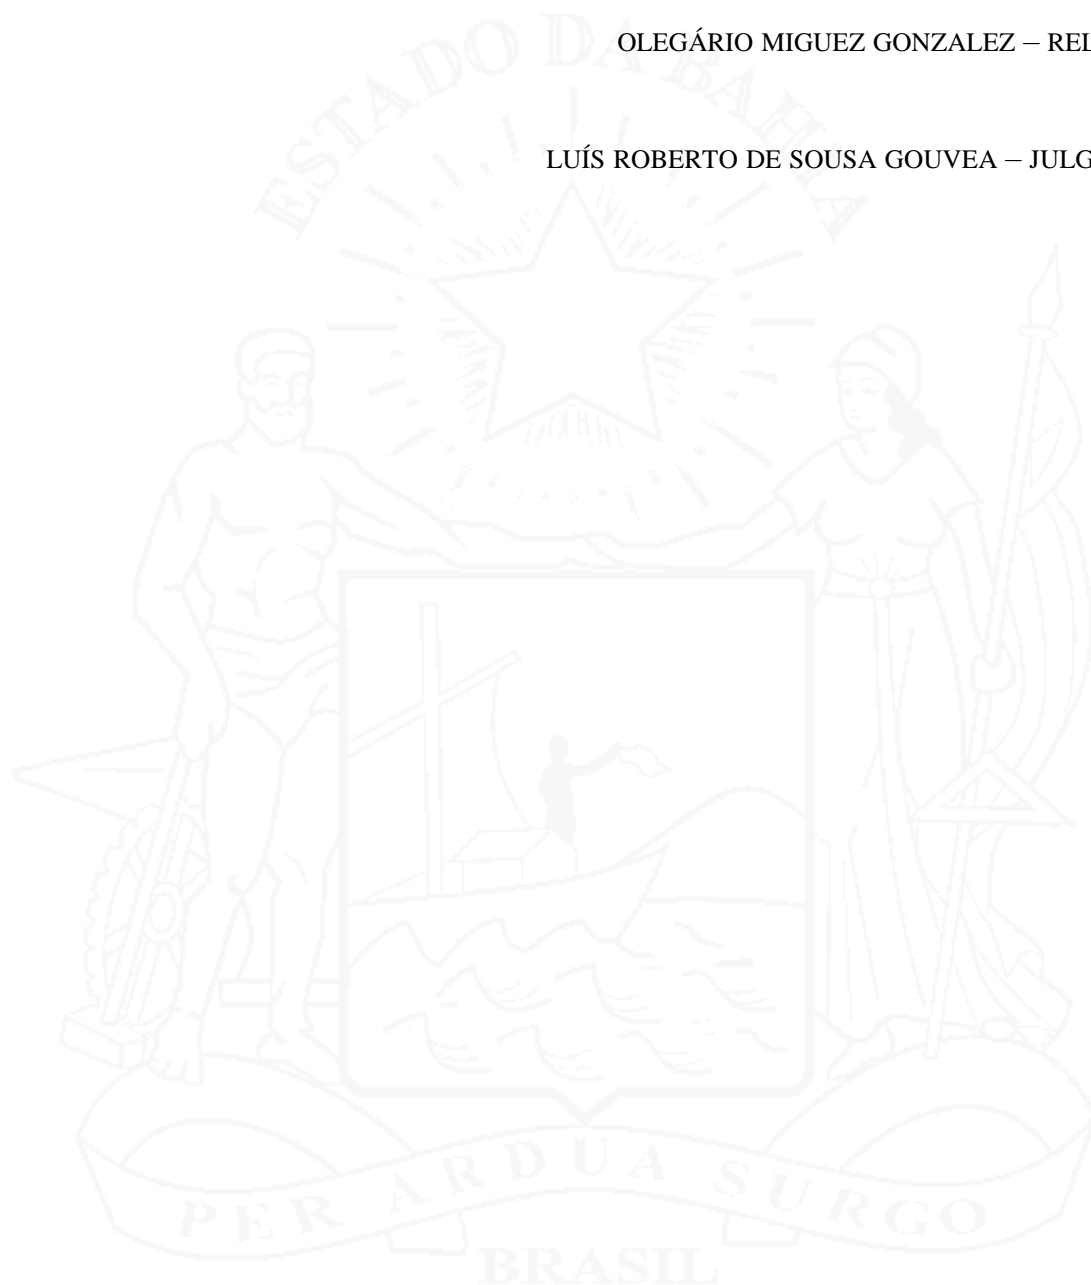 OLEGÁRIO MIGUEZ GONZALEZ – REL
LUÍS ROBERTO DE SOUSA GOUVEA – JULG
ESTADO DA BAHIA
PER ARDUA SURGO
BRASIL